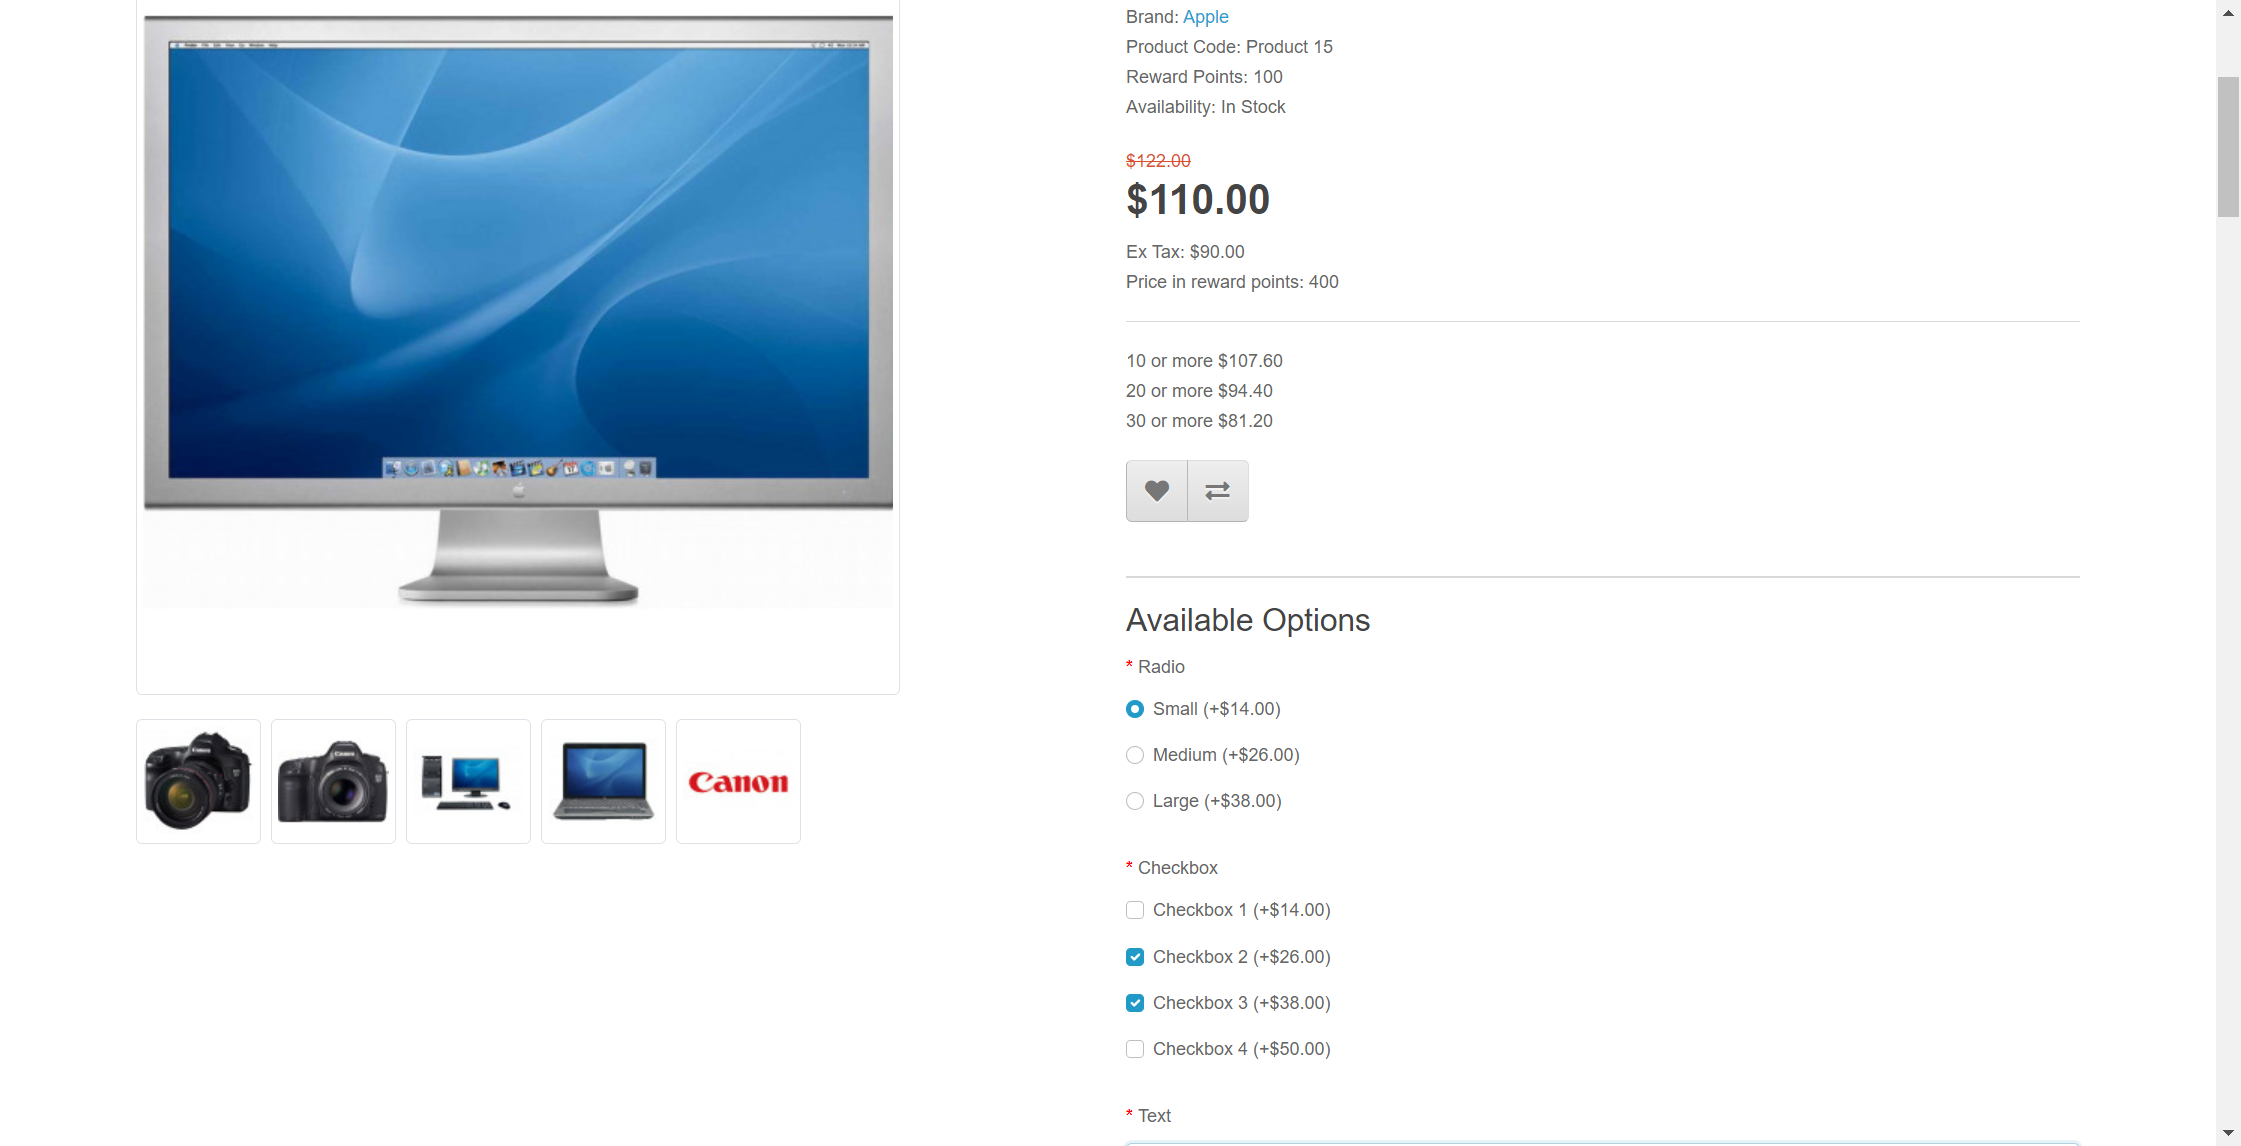 Brand: Apple
Product Code: Product 15
Reward Points: 100
Availability: In Stock
$122.00
$110.00
Ex Tax: $90.00
Price in reward points: 400
10 or more $107.60
20 or more $94.40
30 or more $81.20
Available Options
* Radio
Small (+$14.00)
Medium (+$26.00)
Large (+$38.00)
* Checkbox
Checkbox 1 (+$14.00)
Checkbox 2 (+$26.00)
Checkbox 3 (+$38.00)
Checkbox 4 (+$50.00)
* Text
Canon